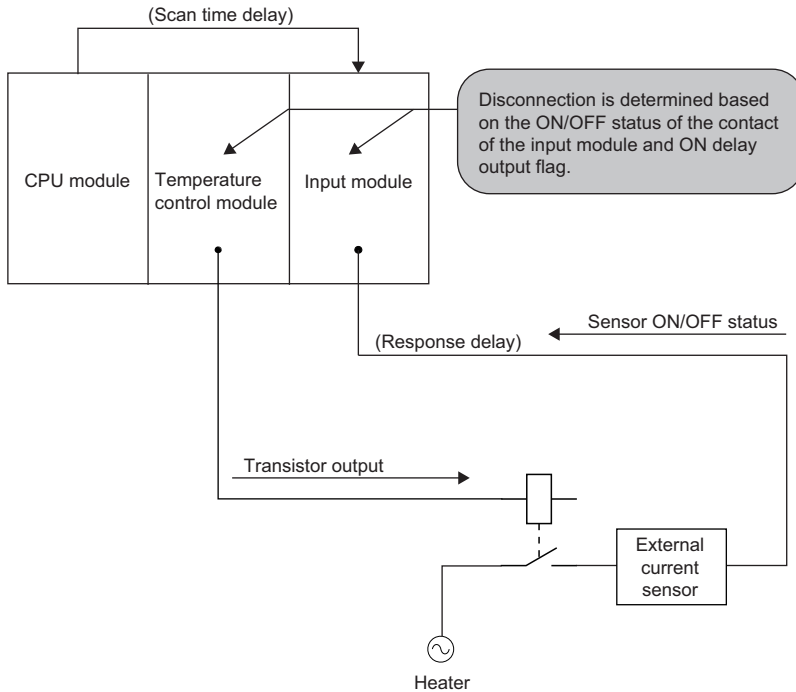 (Scan time delay)
Disconnection is determined based
on the ON/OFF status of the contact
of the input module and ON delay
output flag.
CPU module
Temperature
control module
Input module
Sensor ON/OFF status
(Response delay)
Transistor output
External
current
sensor
Heater